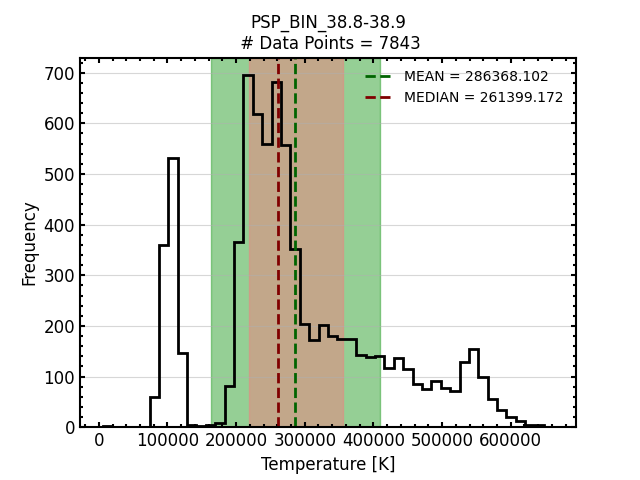 PSP_BIN_38.8-38.9
# Data Points = 7843
MEAN = 286368.102
MEDIAN = 261399.172
Frequency
700
600
500
400
300
200
100
0
0 100000 200000 300000 400000 500000 600000
Temperature [K]